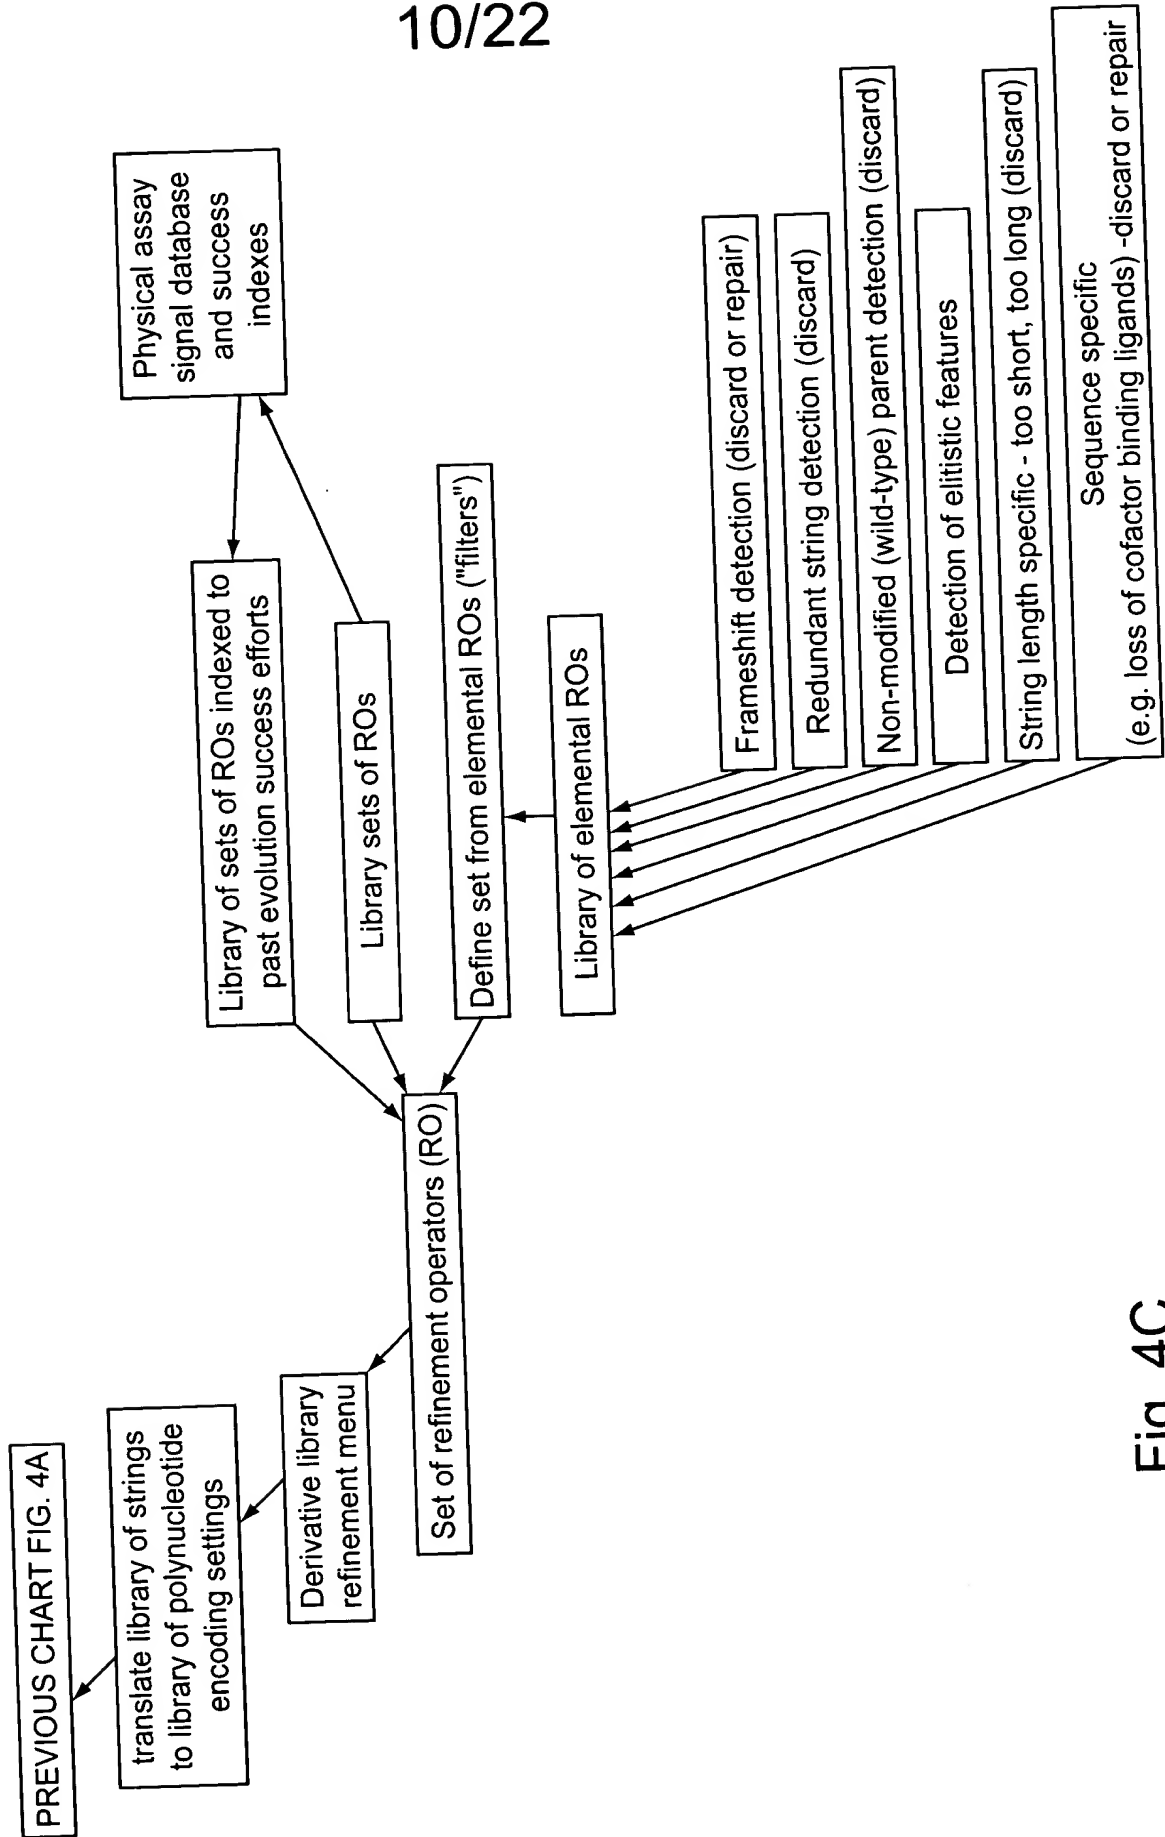 10/22
PREVIOUS CHART FIG. 4A
translate library of strings
to library of polynucleotide
encoding settings
Derivative library
refinement menu
Set of refinement operators (RO)
Library of sets of ROs indexed to
past evolution success efforts
Physical assay
signal database
and success
indexes
Library sets of ROs
Define set from elemental ROs ("filters")
Library of elemental ROs
Frameshift detection (discard or repair)
Redundant string detection (discard)
Non-modified (wild-type) parent detection (discard)
Detection of elitistic features
String length specific - too short, too long (discard)
Sequence specific
(e.g. loss of cofactor binding ligands) -discard or repair
Fig. 4C